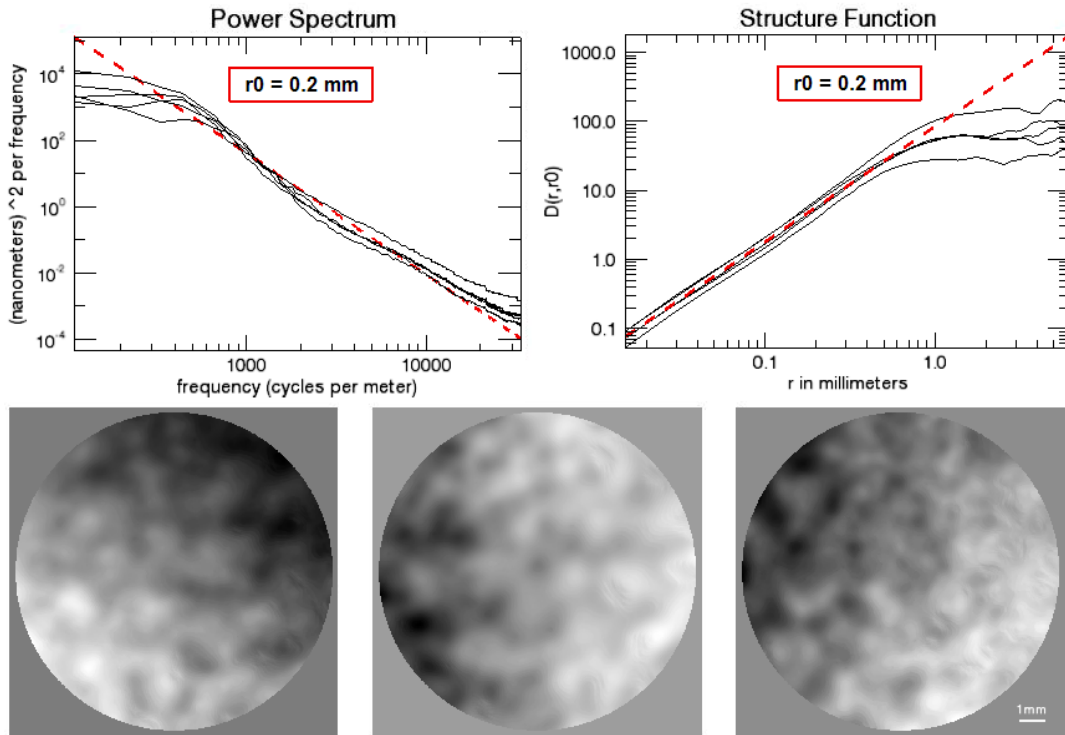 Power Spectrum
r0 = 0.2 mm
10^4
10^2
10^0
10^-2
10^-4
(nanometers) ^2 per frequency
1000
10000
frequency (cycles per meter)
Structure Function
r0 = 0.2 mm
1000.0
100.0
10.0
1.0
0.1
D(r,r0)
0.1
1.0
r in millimeters
1mm